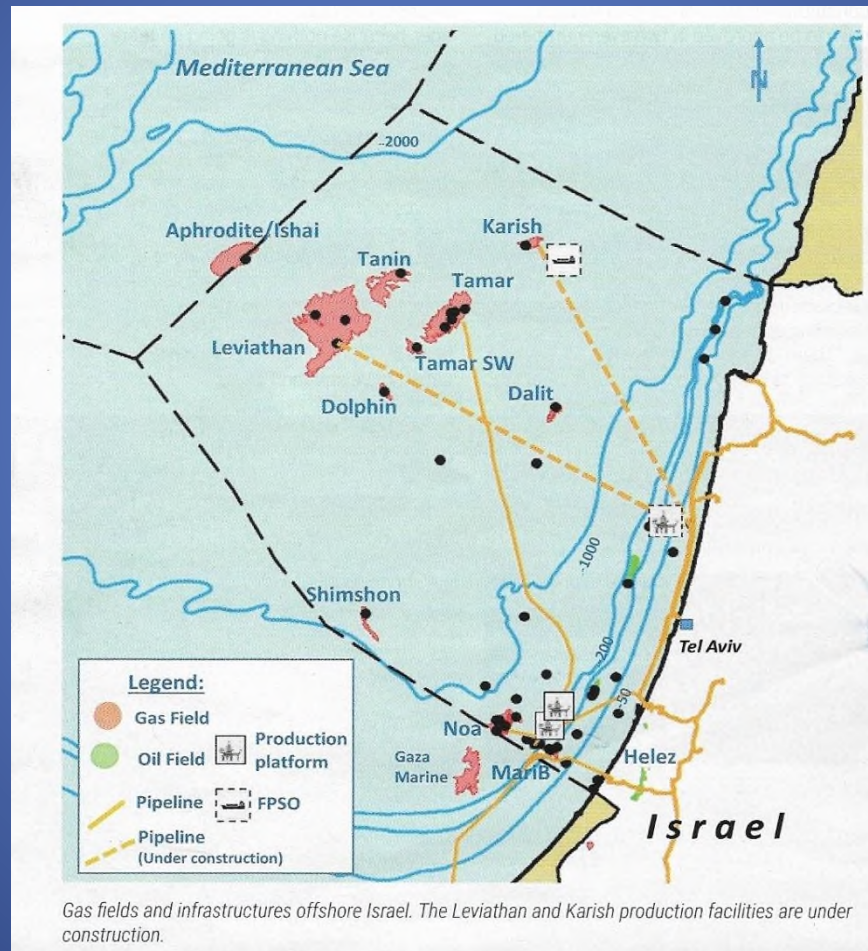 Mediterranean Sea
N
-2000
Aphrodite/Ishai
Karish
Tanin
Tamar
Leviathan
Tamar SW
Dolphin
Dalit
-1000
Shimshon
Tel Aviv
-200
-50
Legend:
Gas Field
Oil Field
Production
platform
Pipeline
FPSO
Pipeline
(Under construction)
Noa
Gaza
Marine
MariB
Helez
Israel
Gas fields and infrastructures offshore Israel. The Leviathan and Karish production facilities are under
construction.